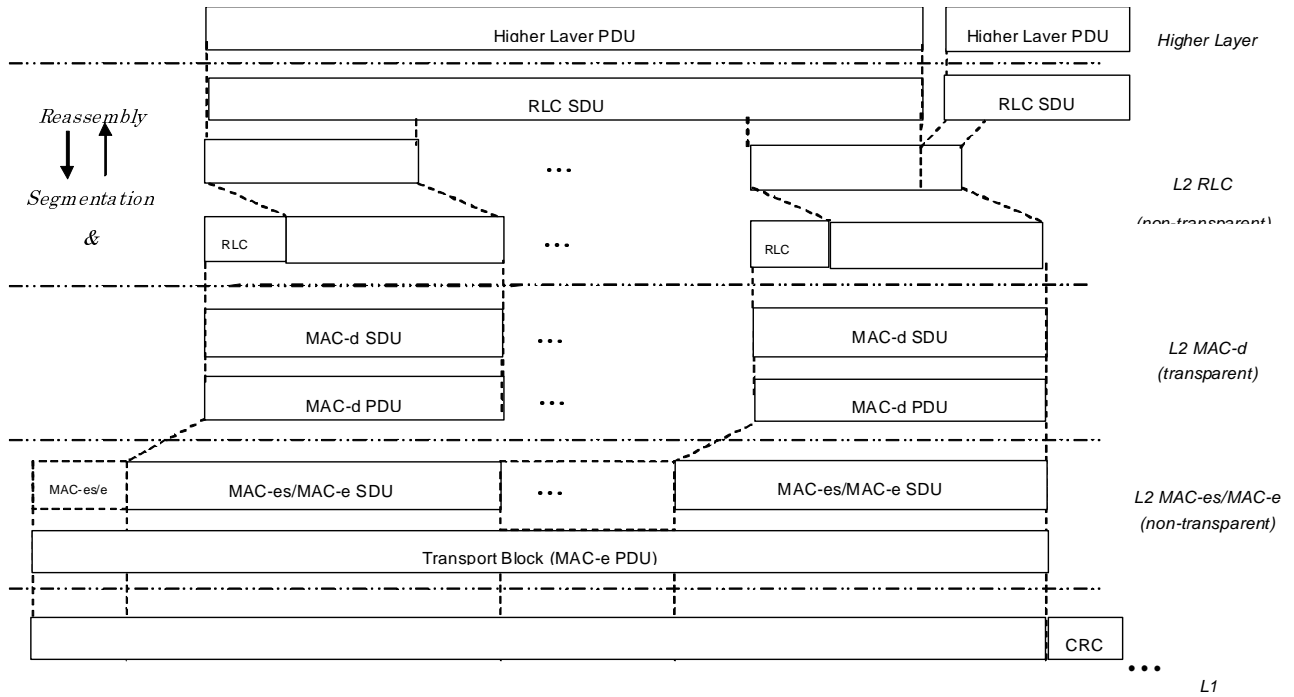 Higher Layer PDU
Higher Layer PDU
Higher Layer
RLC SDU
RLC SDU
Reassembly
Segmentation
&
...
L2 RLC
(non-transparent)
RLC
...
RLC
MAC-d SDU
...
MAC-d SDU
L2 MAC-d
(transparent)
MAC-d PDU
...
MAC-d PDU
MAC-es/e
MAC-es/MAC-e SDU
...
MAC-es/MAC-e SDU
L2 MAC-es/MAC-e
(non-transparent)
Transport Block (MAC-e PDU)
CRC
...
L1